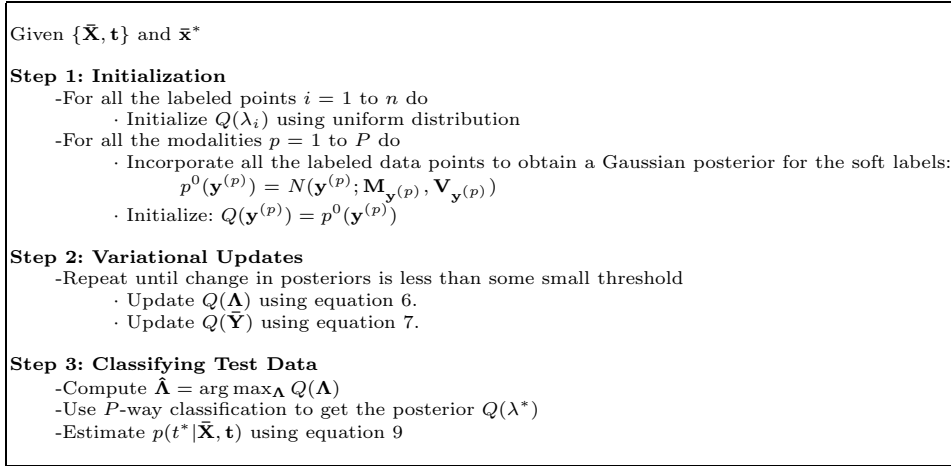 Given {X̄, t} and x̄*
Step 1: Initialization
-For all the labeled points i = 1 to n do
· Initialize Q(λ_i) using uniform distribution
-For all the modalities p = 1 to P do
· Incorporate all the labeled data points to obtain a Gaussian posterior for the soft labels:
p⁰(y⁽ᵖ⁾) = N(y⁽ᵖ⁾; M_y⁽ᵖ⁾, V_y⁽ᵖ⁾)
· Initialize: Q(y⁽ᵖ⁾) = p⁰(y⁽ᵖ⁾)
Step 2: Variational Updates
-Repeat until change in posteriors is less than some small threshold
· Update Q(Λ) using equation 6.
· Update Q(Ȳ) using equation 7.
Step 3: Classifying Test Data
-Compute Λ̂ = arg max_Λ Q(Λ)
-Use P-way classification to get the posterior Q(λ*)
-Estimate p(t*|X̄, t) using equation 9